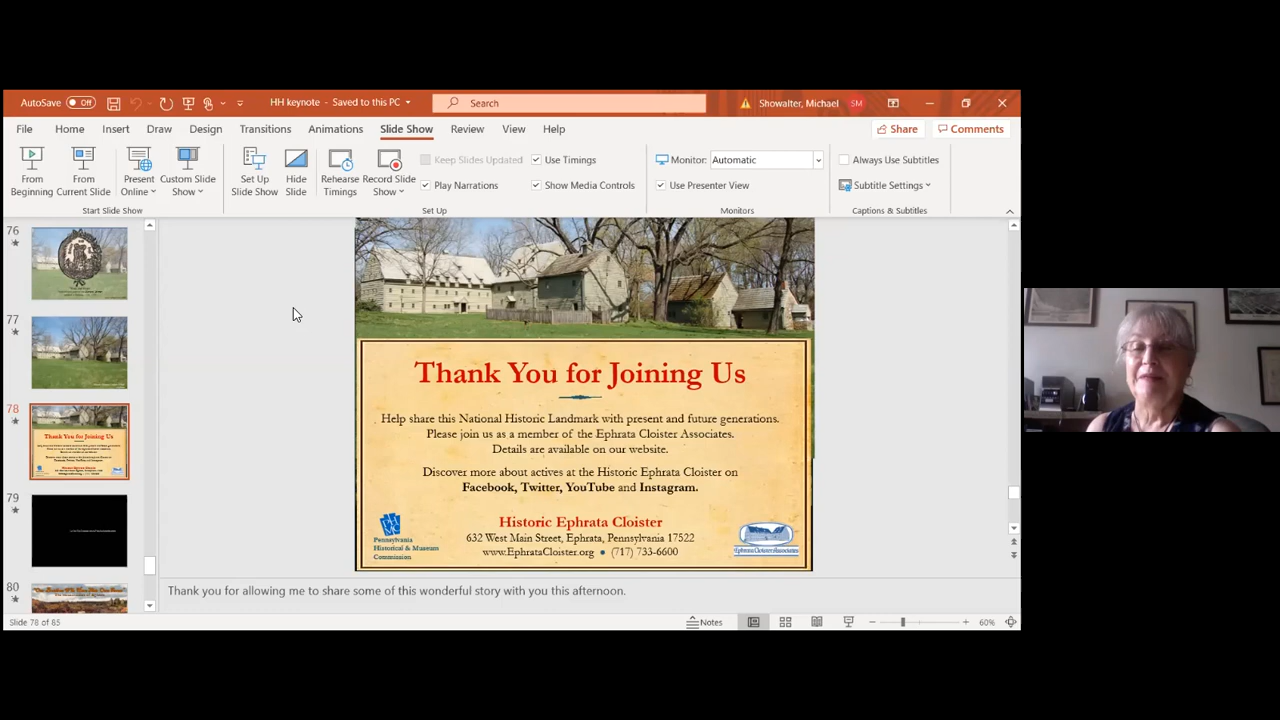 AutoSave Off
HH keynote - Saved to this PC
Search
Showalter, Michael SM
File Home Insert Draw Design Transitions Animations Slide Show Review View Help
Share Comments
From Beginning
From Current Slide
Present Online
Custom Slide Show
Set Up Slide Show
Hide Slide
Rehearse Timings
Record Slide Show
Keep Slides Updated
Use Timings
Play Narrations
Show Media Controls
Monitor: Automatic
Use Presenter View
Always Use Subtitles
Subtitle Settings
Start Slide Show
Set Up
Monitors
Captions & Subtitles
76
77
78
Thank You for Joining Us
79
80
Thank You for Joining Us
Help share this National Historic Landmark with present and future generations.
Please join us as a member of the Ephrata Cloister Associates.
Details are available on our website.
Discover more about actives at the Historic Ephrata Cloister on
Facebook, Twitter, YouTube and Instagram.
Historic Ephrata Cloister
632 West Main Street, Ephrata, Pennsylvania 17522
www.EphrataCloister.org • (717) 733-6600
Pennsylvania
Historical & Museum
Commission
Ephrata Cloister Associates
Thank you for allowing me to share some of this wonderful story with you this afternoon.
Slide 78 of 85
Notes
60%